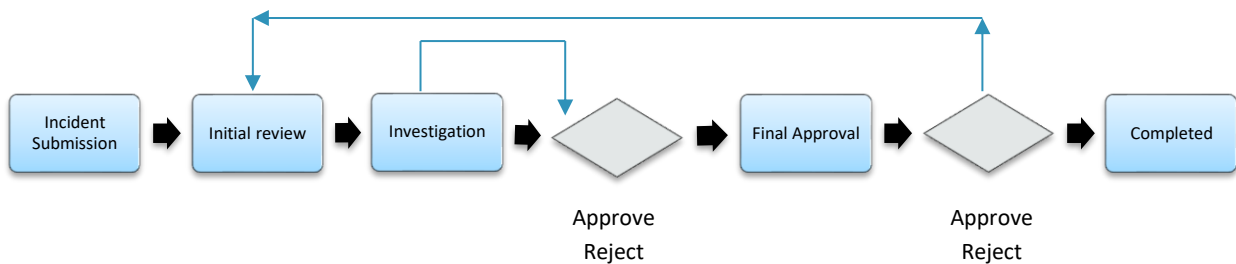 Incident
Submission
Initial review
Investigation
Final Approval
Completed
Approve
Reject
Approve
Reject